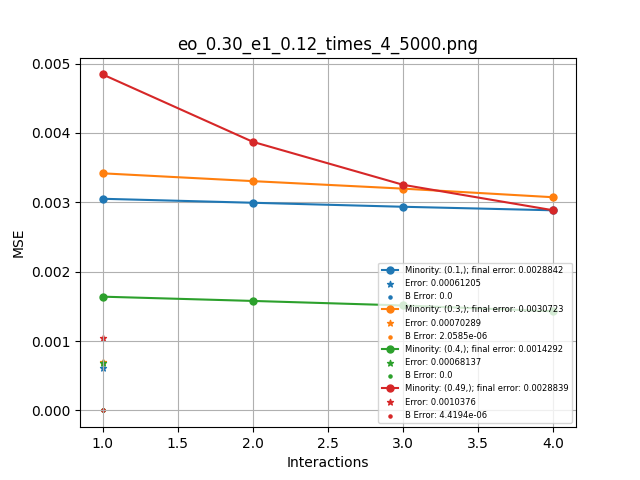 eo_0.30_e1_0.12_times_4_5000.png
0.005
0.004
0.003
0.002
0.001
0.000
MSE
1.0 1.5 2.0 2.5 3.0 3.5 4.0
Interactions
Minority: (0.1,); final error: 0.0028842
Error: 0.00061205
B Error: 0.0
Minority: (0.3,); final error: 0.0030723
Error: 0.00070289
B Error: 2.0585e-06
Minority: (0.4,); final error: 0.0014292
Error: 0.00068137
B Error: 0.0
Minority: (0.49,); final error: 0.0028839
Error: 0.0010376
B Error: 4.4194e-06